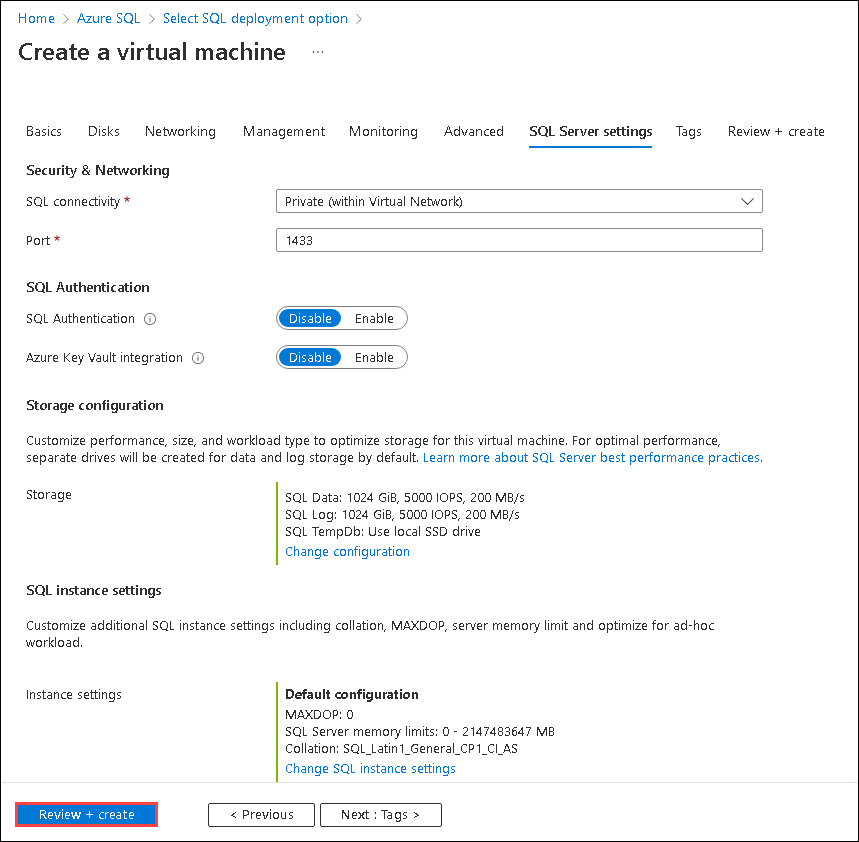 Home > Azure SQL > Select SQL deployment option >
Create a virtual machine ...
Basics Disks Networking Management Monitoring Advanced SQL Server settings Tags Review + create
Security & Networking
SQL connectivity * Private (within Virtual Network)
Port * 1433
SQL Authentication
SQL Authentication Disable Enable
Azure Key Vault integration Disable Enable
Storage configuration
Customize performance, size, and workload type to optimize storage for this virtual machine. For optimal performance,
separate drives will be created for data and log storage by default. Learn more about SQL Server best performance practices.
Storage
SQL Data: 1024 GiB, 5000 IOPS, 200 MB/s
SQL Log: 1024 GiB, 5000 IOPS, 200 MB/s
SQL TempDb: Use local SSD drive
Change configuration
SQL instance settings
Customize additional SQL instance settings including collation, MAXDOP, server memory limit and optimize for ad-hoc
workload.
Instance settings Default configuration
MAXDOP: 0
SQL Server memory limits: 0 - 2147483647 MB
Collation: SQL_Latin1_General_CP1_CI_AS
Change SQL instance settings
Review + create < Previous Next : Tags >